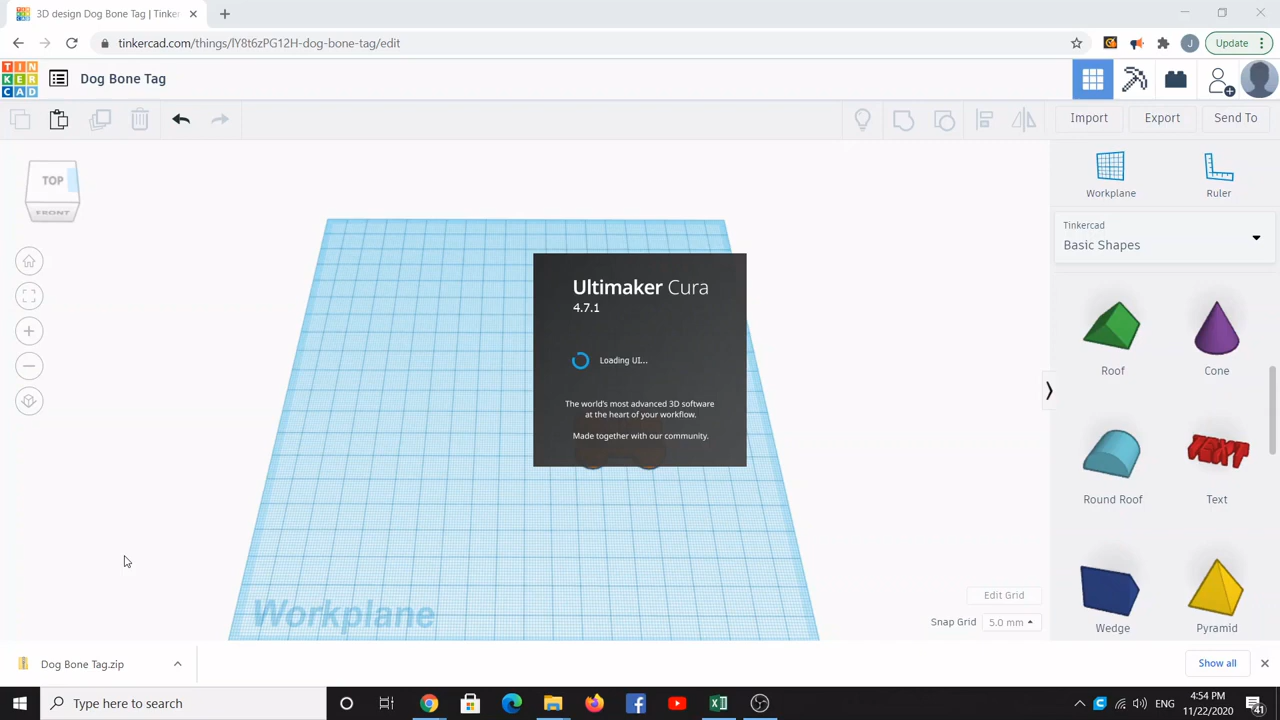 3D design Dog Bone Tag | Tinker
tinkercad.com/things/lY8t6zPG12H-dog-bone-tag/edit
J
Update
TIN
KER
CAD
Dog Bone Tag
Import
Export
Send To
TOP
FRONT
Workplane
Ruler
Tinkercad
Basic Shapes
Ultimaker Cura
4.7.1
Loading UI...
The world's most advanced 3D software
at the heart of your workflow.
Made together with our community.
Roof
Cone
TEXT
Round Roof
Text
Wedge
Pyramid
Workplane
Edit Grid
Snap Grid
5.0 mm
Dog Bone Tag.zip
Show all
Type here to search
ENG
4:54 PM
11/22/2020
41